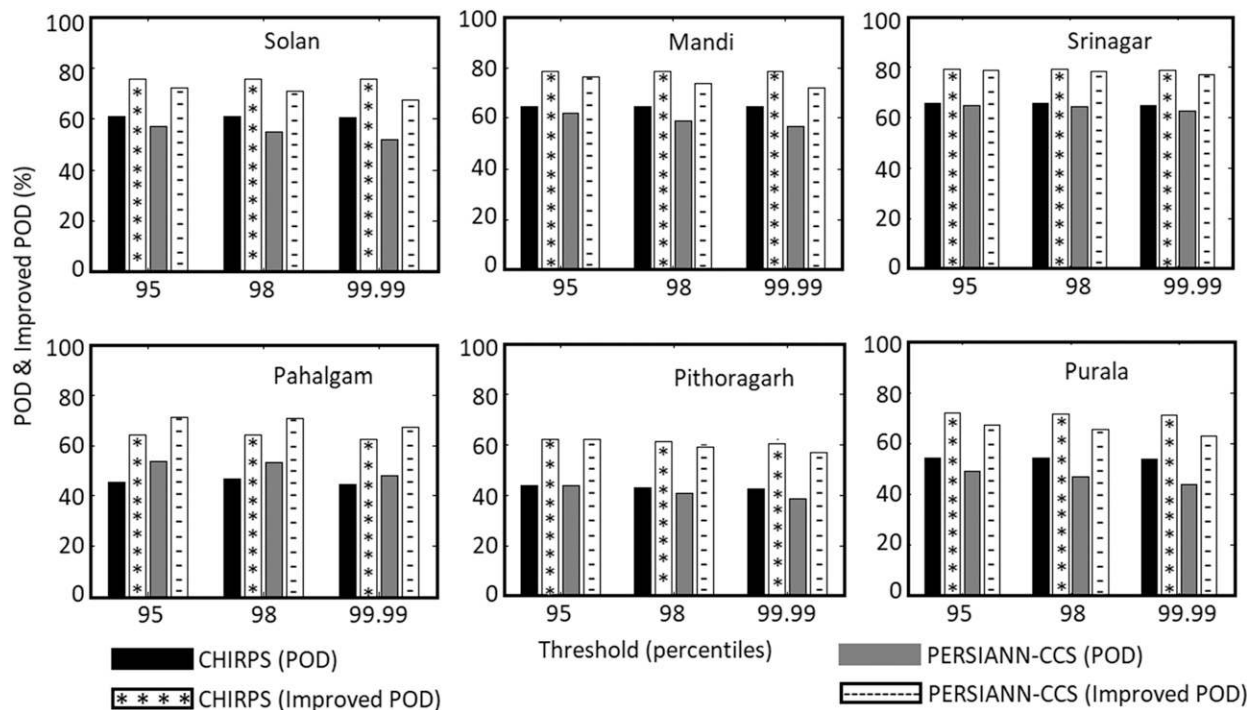 POD & Improved POD (%)
Solan
100
80
60
40
20
0
95 98 99.99
Mandi
100
80
60
40
20
0
95 98 99.99
Srinagar
100
80
60
40
20
0
95 98 99.99
Pahalgam
100
80
60
40
20
0
95 98 99.99
Pithoragarh
100
80
60
40
20
0
95 98 99.99
Purala
100
80
60
40
20
0
95 98 99.99
Threshold (percentiles)
CHIRPS (POD)
CHIRPS (Improved POD)
PERSIANN-CCS (POD)
PERSIANN-CCS (Improved POD)